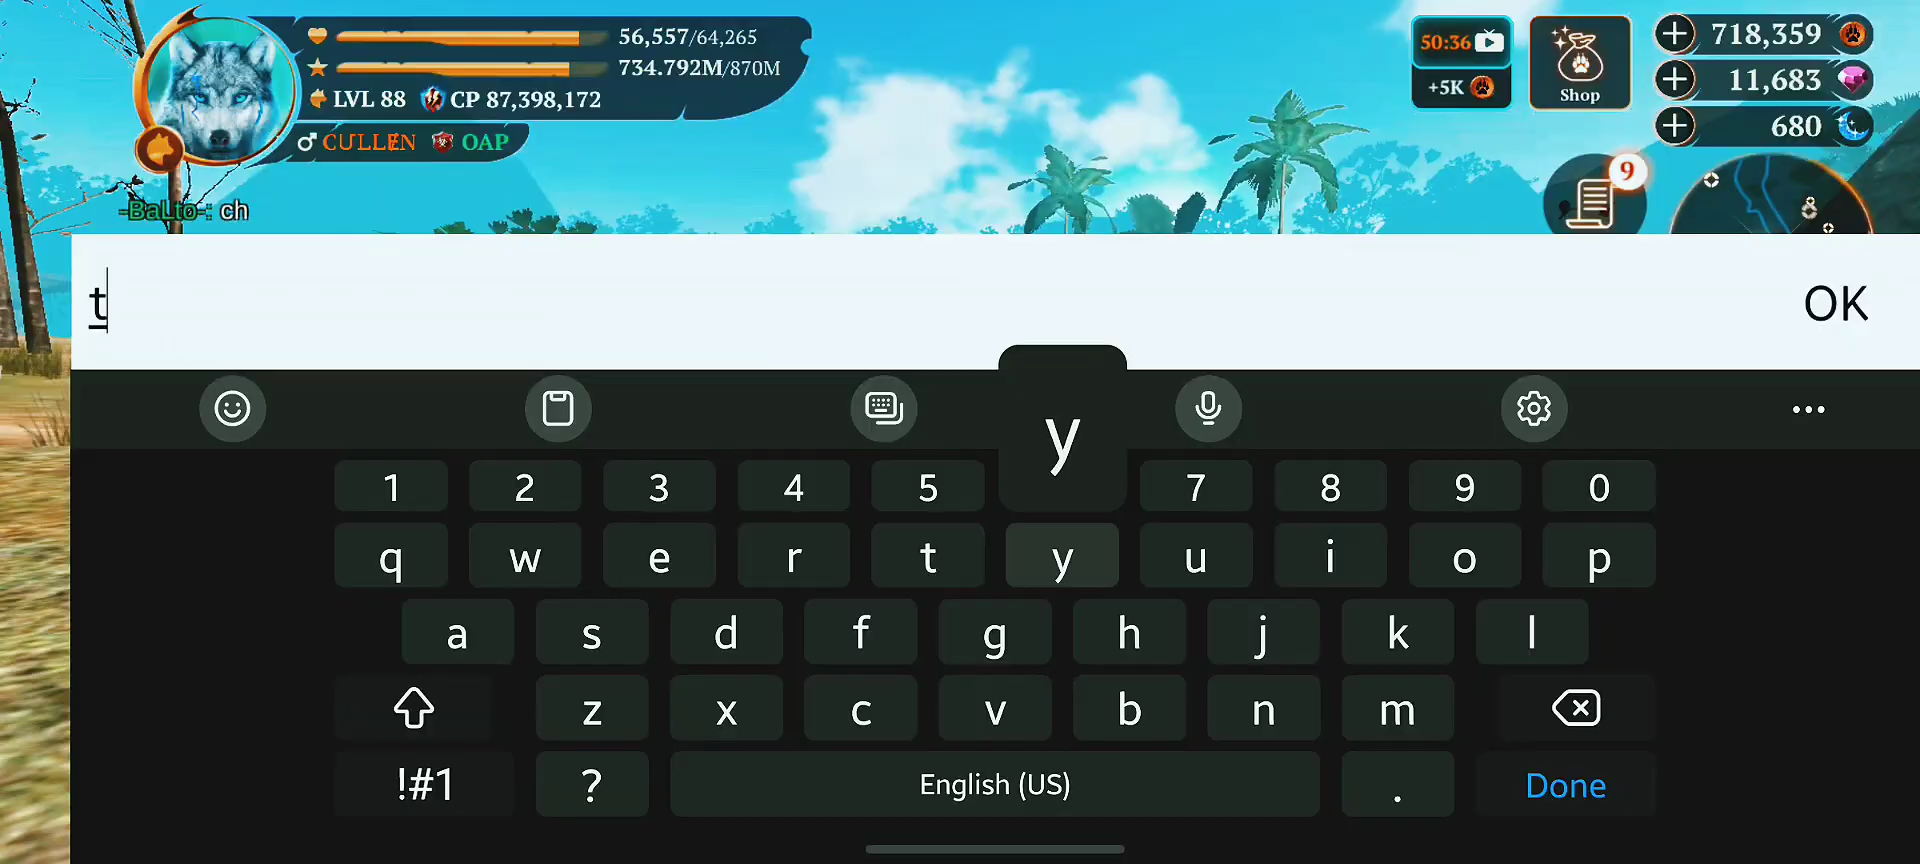 56,557/64,265
734.792M/870M
LVL 88 CP 87,398,172
♂ CULLEN OAP
-BaLto-: ch
50:36
+5K
Shop
718,359
11,683
680
9
t
OK
y
1 2 3 4 5 7 8 9 0
q w e r t y u i o p
a s d f g h j k l
z x c v b n m
!#1 ? English (US) . Done